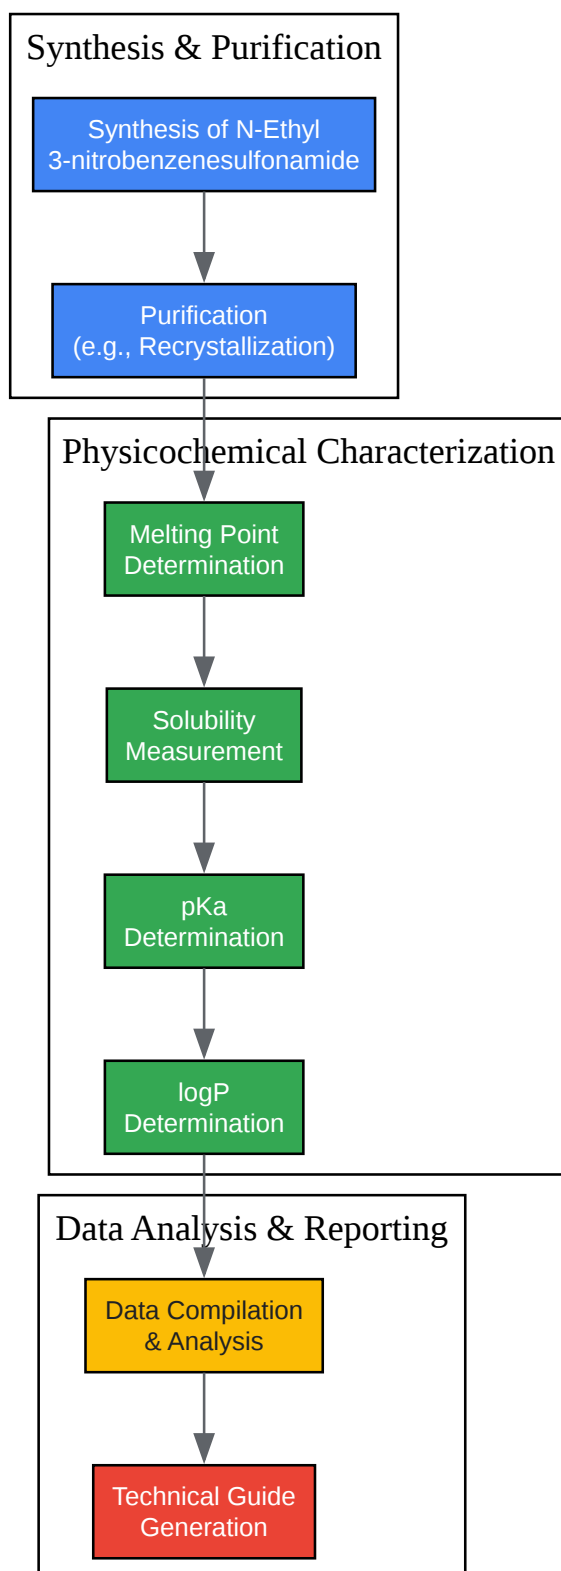 Synthesis & Purification
Synthesis of N-Ethyl
3-nitrobenzenesulfonamide
Purification
(e.g., Recrystallization)
Physicochemical Characterization
Melting Point
Determination
Solubility
Measurement
pKa
Determination
logP
Determination
Data Analysis & Reporting
Data Compilation
& Analysis
Technical Guide
Generation